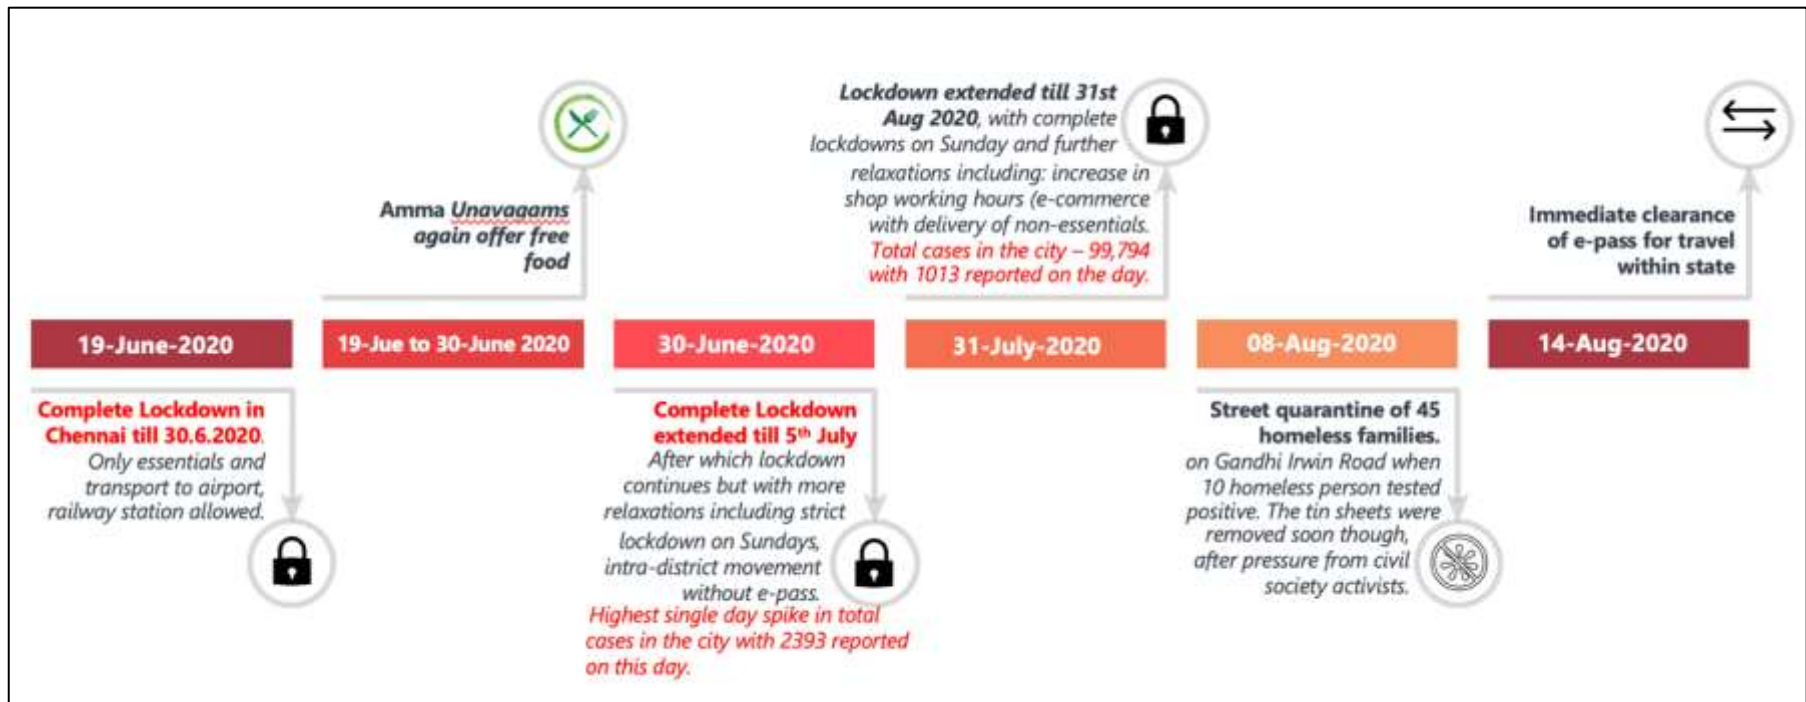 19-June-2020
Complete Lockdown in
Chennai till 30.6.2020.
Only essentials and
transport to airport,
railway station allowed.
Amma Unavagams
again offer free
food
19-Jue to 30-June 2020
30-June-2020
Complete Lockdown
extended till 5th July
After which lockdown
continues but with more
relaxations including strict
lockdown on Sundays,
intra-district movement
without e-pass.
Highest single day spike in total
cases in the city with 2393 reported
on this day.
Lockdown extended till 31st
Aug 2020, with complete
lockdowns on Sunday and further
relaxations including: increase in
shop working hours (e-commerce
with delivery of non-essentials.
Total cases in the city – 99,794
with 1013 reported on the day.
31-July-2020
08-Aug-2020
Street quarantine of 45
homeless families.
on Gandhi Irwin Road when
10 homeless person tested
positive. The tin sheets were
removed soon though,
after pressure from civil
society activists.
Immediate clearance
of e-pass for travel
within state
14-Aug-2020